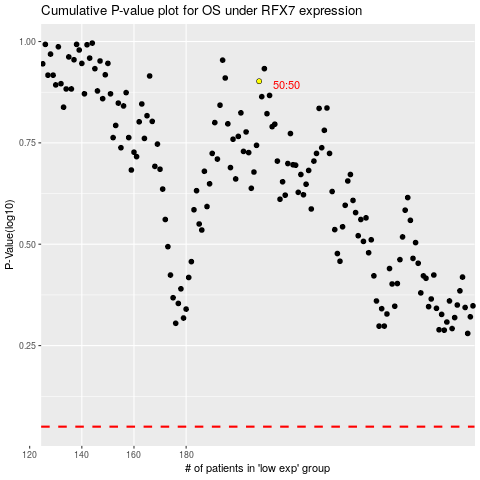 Cumulative P-value plot for OS under RFX7 expression
P-Value(log10)
1.00
0.75
0.50
0.25
50:50
120 140 160 180
# of patients in 'low exp' group